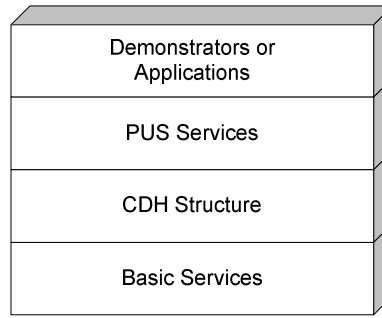 Demonstrators or
Applications
PUS Services
CDH Structure
Basic Services